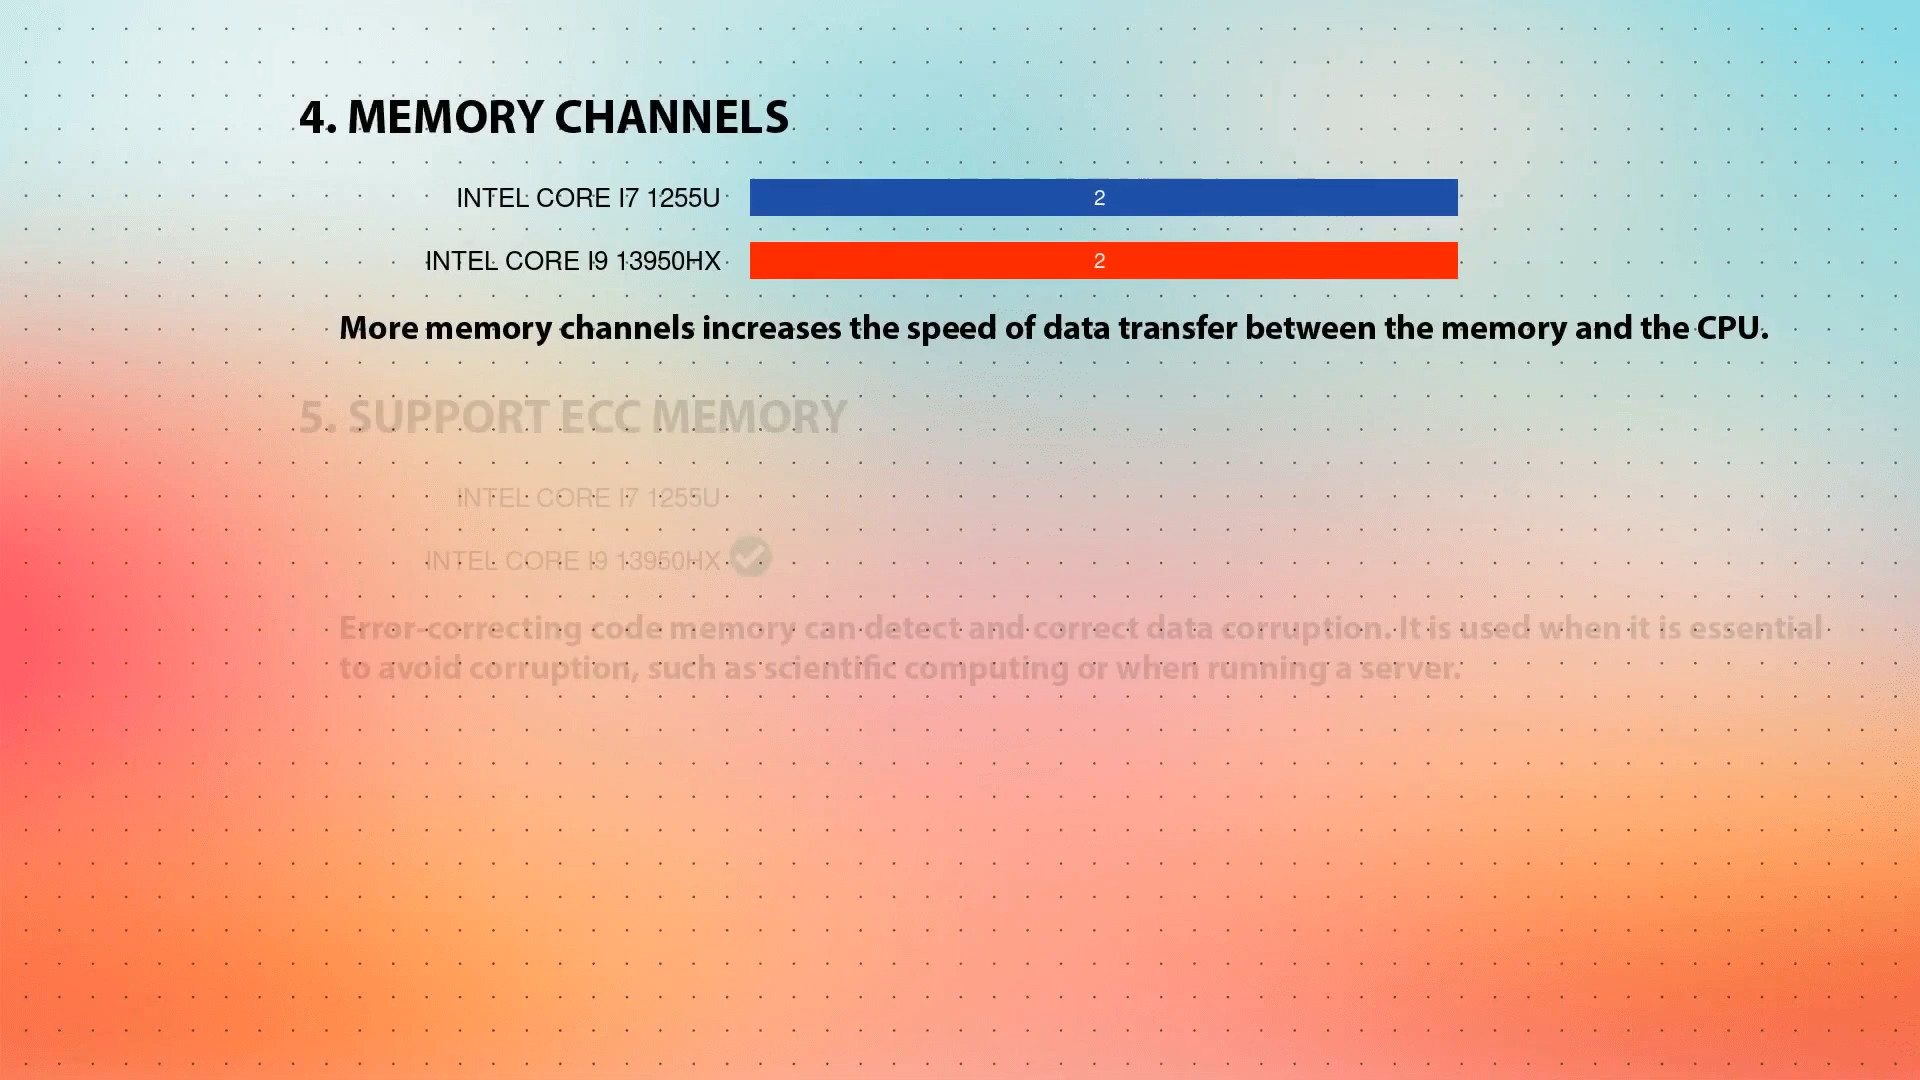 4. MEMORY CHANNELS
INTEL CORE I7 1255U
2
INTEL CORE I9 13950HX
2
More memory channels increases the speed of data transfer between the memory and the CPU.
5. SUPPORT ECC MEMORY
INTEL CORE I7 1255U
INTEL CORE I9 13950HX
Error-correcting code memory can detect and correct data corruption. It is used when it is essential
to avoid corruption, such as scientific computing or when running a server.